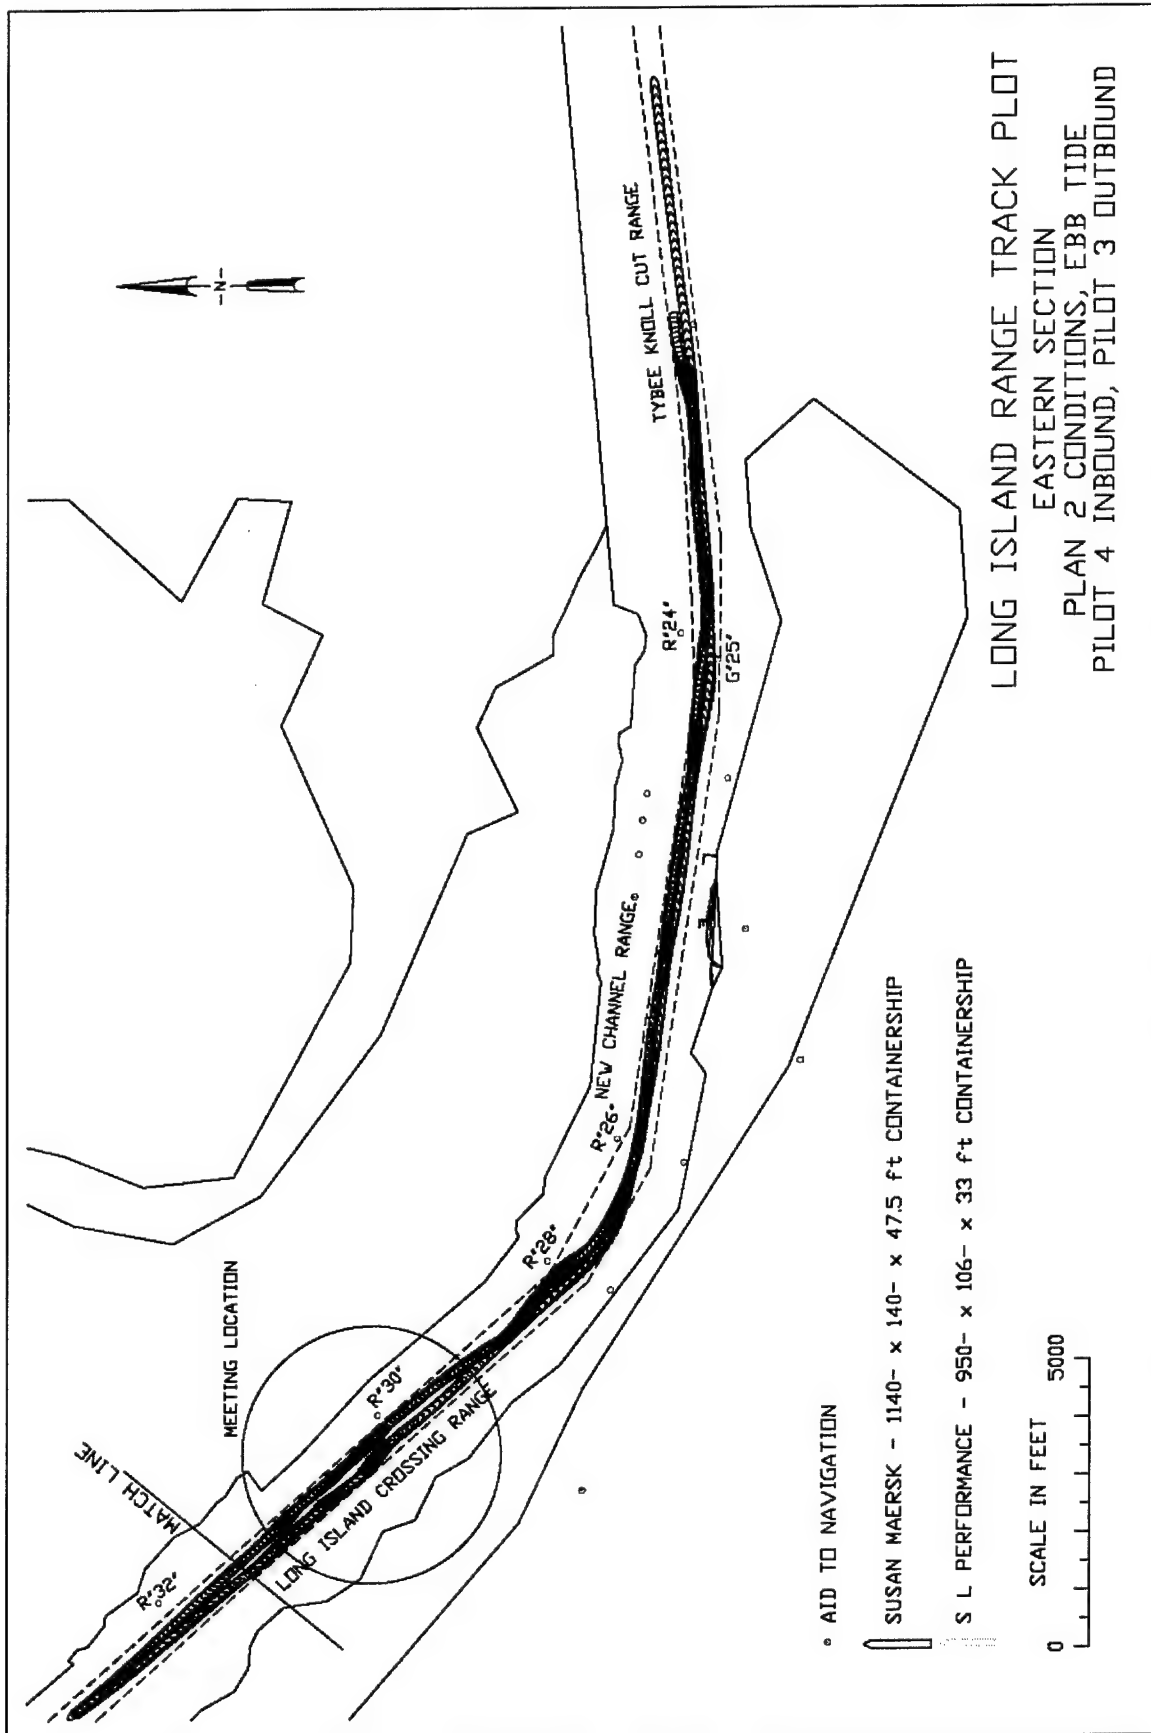 LONG ISLAND RANGE TRACK PLOT
EASTERN SECTION
PLAN 2 CONDITIONS, EBB TIDE
PILOT 4 INBOUND, PILOT 3 OUTBOUND
-N-
MATCH LINE
MEETING LOCATION
R"32"
R"30"
LONG ISLAND CROSSING RANGE
R"28"
R"26"
NEW CHANNEL RANGE
R"24"
G"25"
TYBEE KNOLL CUT RANGE
AID TO NAVIGATION
SUSAN MAERSK - 1140- x 140- x 47.5 ft CONTAINERSHIP
S L PERFORMANCE - 950- x 106- x 33 ft CONTAINERSHIP
SCALE IN FEET
0 5000